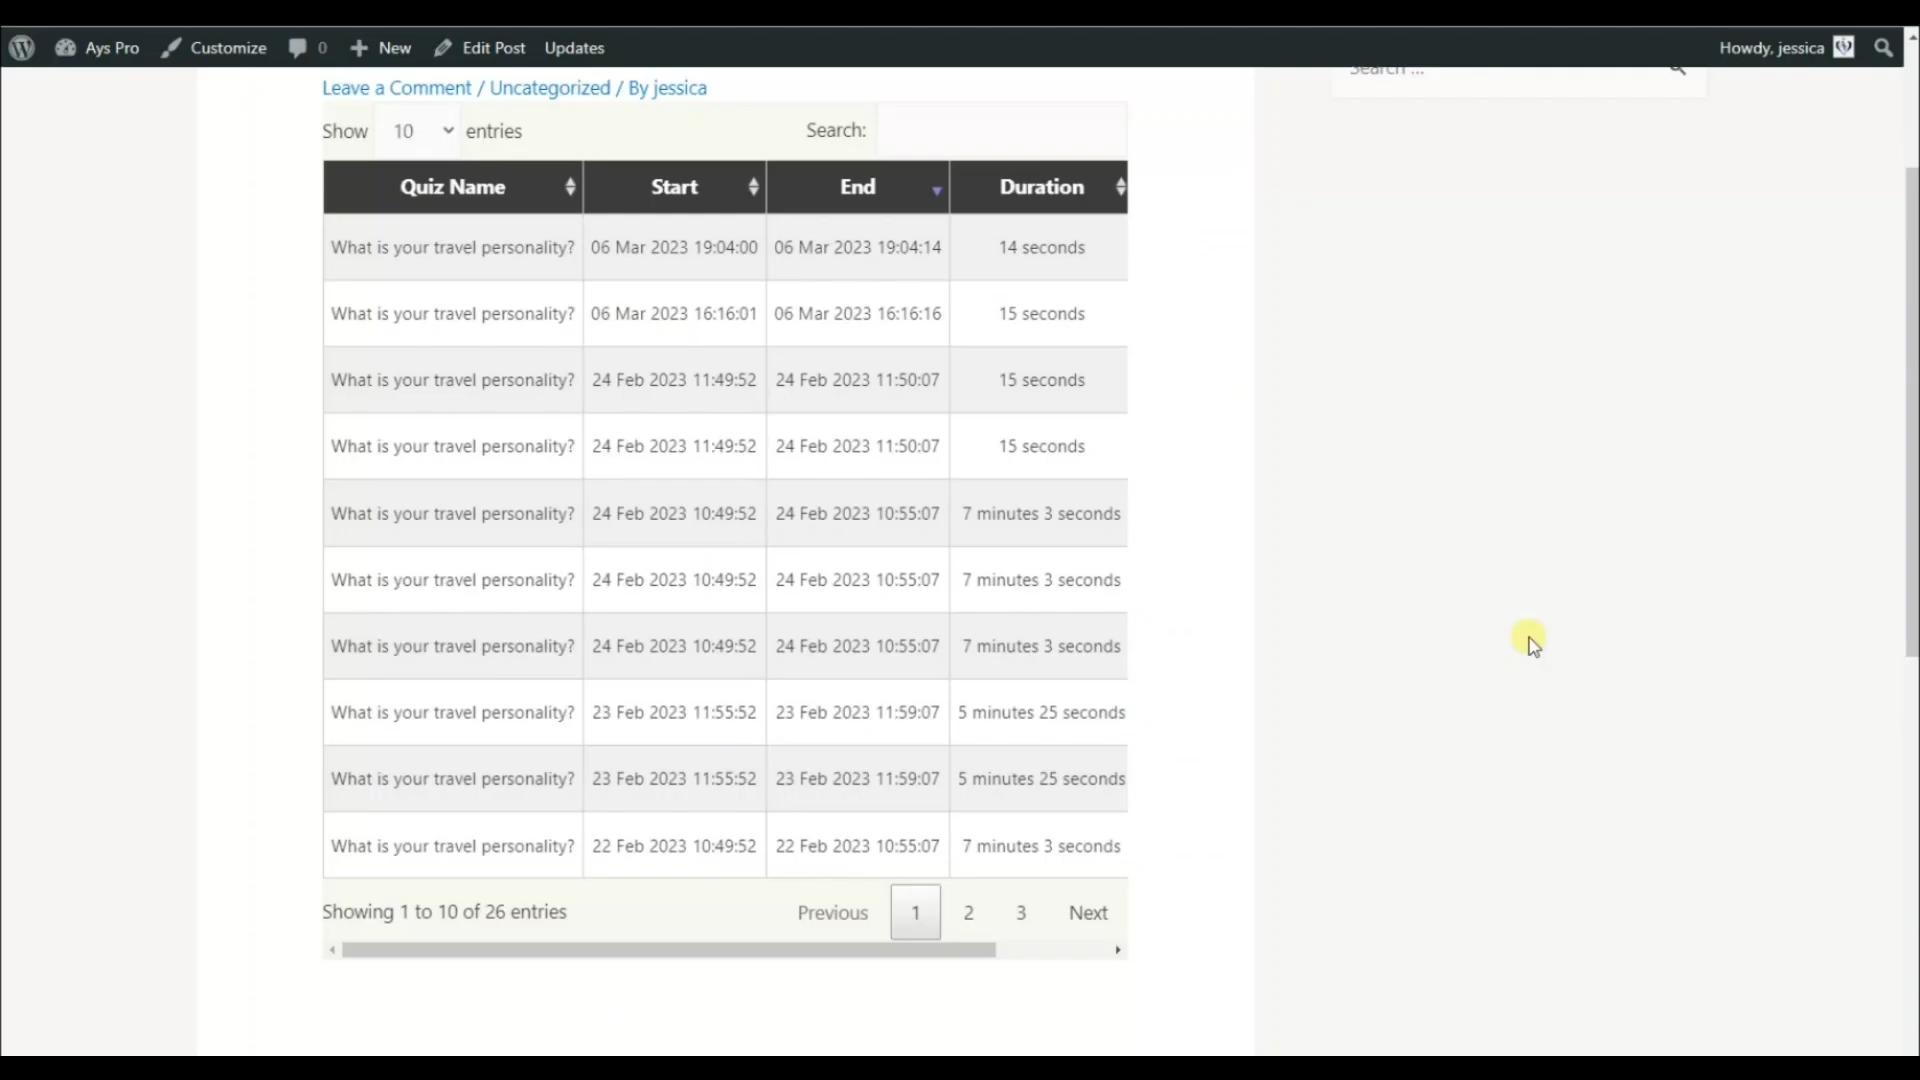 Ays Pro Customize 0 New Edit Post Updates Howdy, jessica
Search ...
Leave a Comment / Uncategorized / By jessica
Show 10 entries Search:
Quiz Name Start End Duration
What is your travel personality? 06 Mar 2023 19:04:00 06 Mar 2023 19:04:14 14 seconds
What is your travel personality? 06 Mar 2023 16:16:01 06 Mar 2023 16:16:16 15 seconds
What is your travel personality? 24 Feb 2023 11:49:52 24 Feb 2023 11:50:07 15 seconds
What is your travel personality? 24 Feb 2023 11:49:52 24 Feb 2023 11:50:07 15 seconds
What is your travel personality? 24 Feb 2023 10:49:52 24 Feb 2023 10:55:07 7 minutes 3 seconds
What is your travel personality? 24 Feb 2023 10:49:52 24 Feb 2023 10:55:07 7 minutes 3 seconds
What is your travel personality? 24 Feb 2023 10:49:52 24 Feb 2023 10:55:07 7 minutes 3 seconds
What is your travel personality? 23 Feb 2023 11:55:52 23 Feb 2023 11:59:07 5 minutes 25 seconds
What is your travel personality? 23 Feb 2023 11:55:52 23 Feb 2023 11:59:07 5 minutes 25 seconds
What is your travel personality? 22 Feb 2023 10:49:52 22 Feb 2023 10:55:07 7 minutes 3 seconds
Showing 1 to 10 of 26 entries Previous 1 2 3 Next